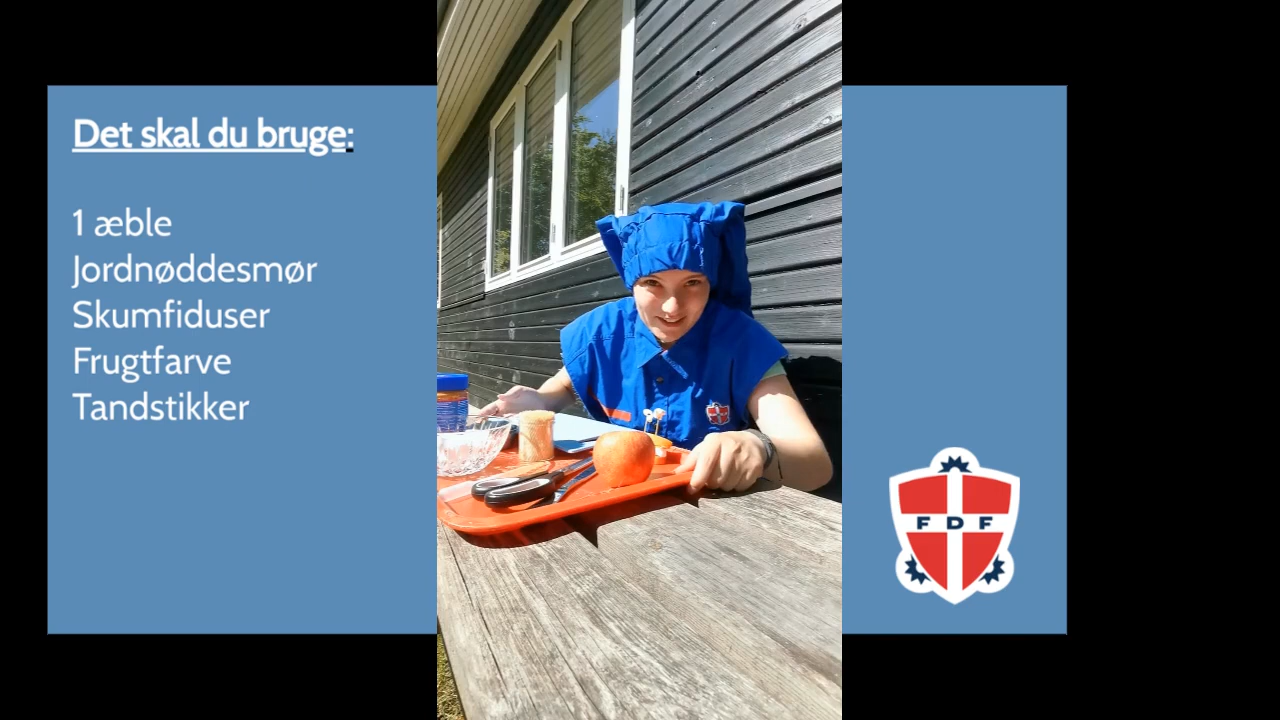 Det skal du bruge:
1 æble
Jordnøddesmør
Skumfiduser
Frugtfarve
Tandstikker
FDF